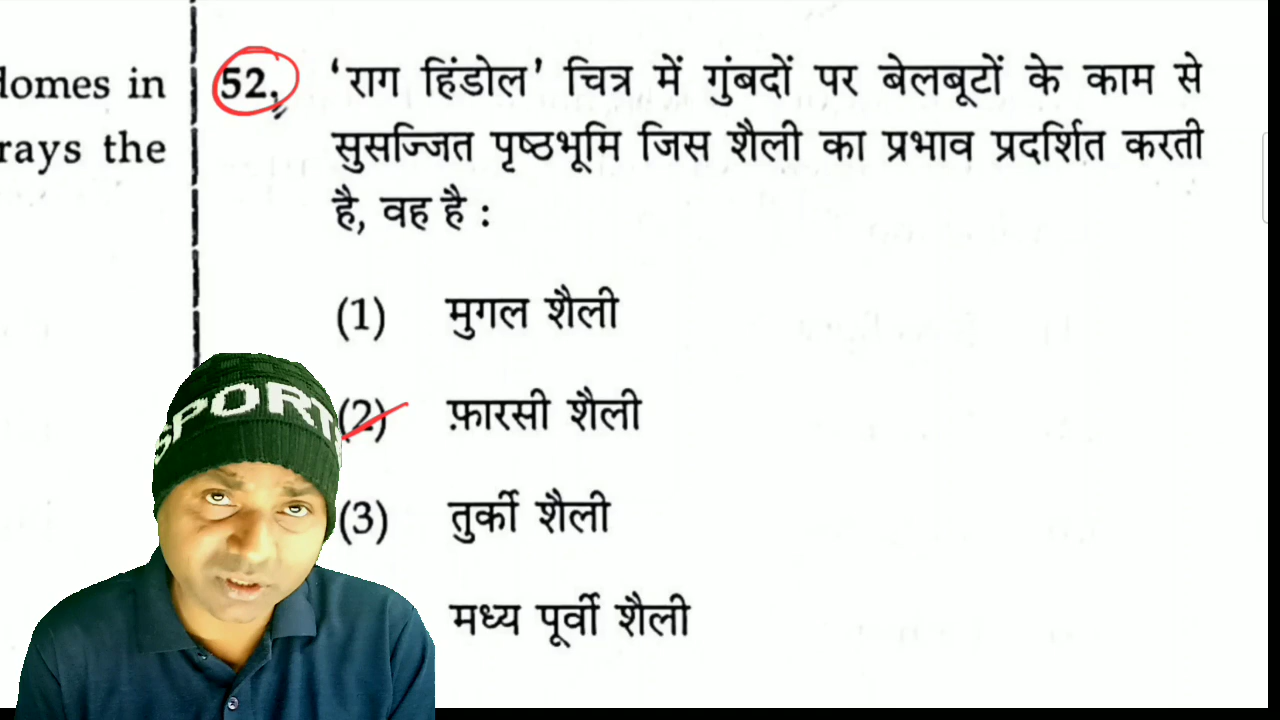 domes in
rays the
52. 'राग हिंडोल' चित्र में गुंबदों पर बेलबूटों के काम से
सुसज्जित पृष्ठभूमि जिस शैली का प्रभाव प्रदर्शित करती
है, वह है :
(1) मुगल शैली
(2) फ़ारसी शैली
(3) तुर्की शैली
मध्य पूर्वी शैली
SPORT